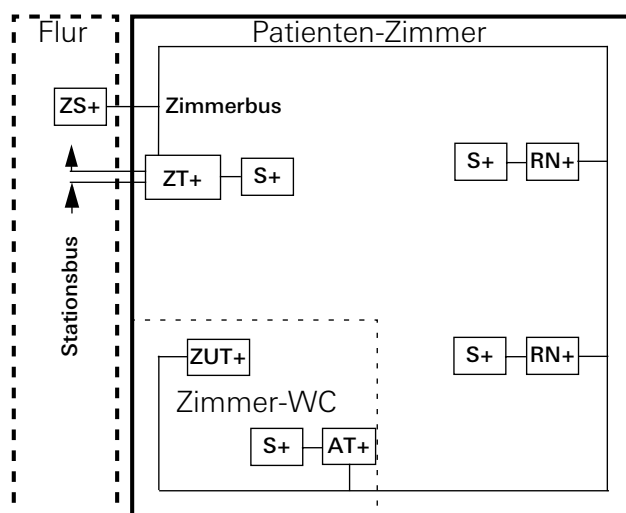 Flur
Patienten-Zimmer
ZS+
Zimmerbus
ZT+
S+
S+
RN+
Stationsbus
ZUT+
S+
RN+
Zimmer-WC
S+
AT+